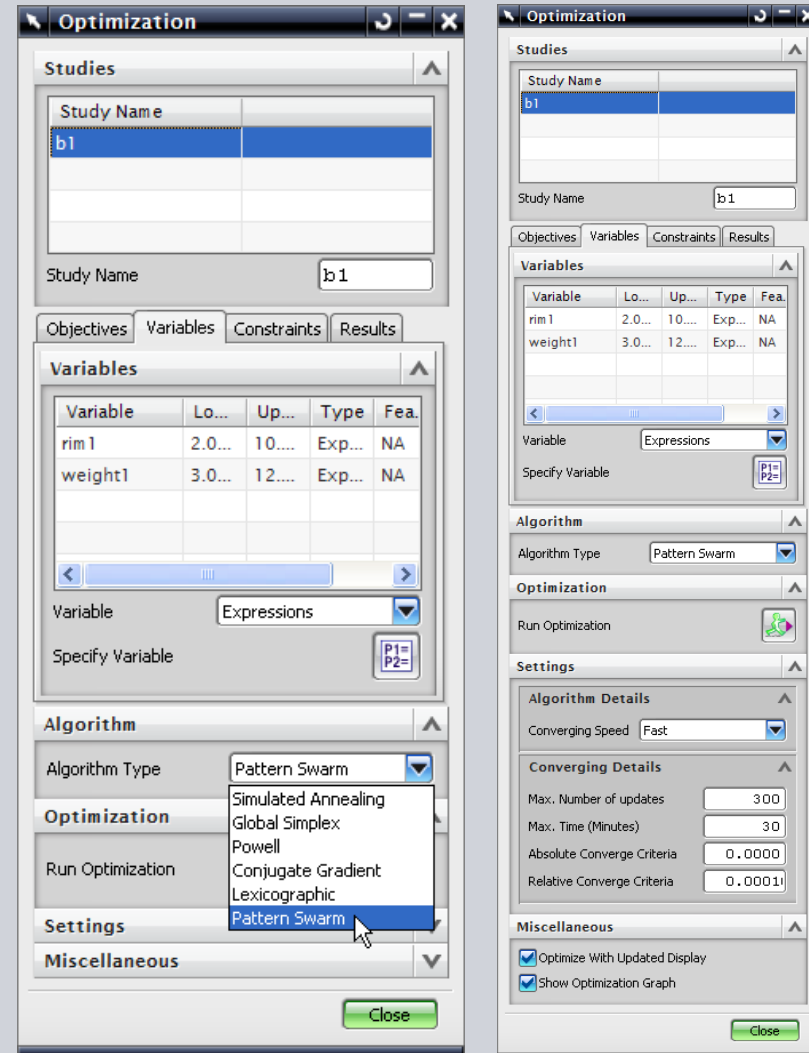 Optimization
Studies
Study Name
b1
Study Name b1
Objectives Variables Constraints Results
Variables
Variable Lo... Up... Type Fea.
rim1 2.0... 10.... Exp... NA
weight1 3.0... 12.... Exp... NA
Variable Expressions
Specify Variable P1=
P2=
Algorithm
Algorithm Type Pattern Swarm
Simulated Annealing
Optimization
Global Simplex
Powell
Run Optimization
Conjugate Gradient
Lexicographic
Pattern Swarm
Settings
Miscellaneous
Close
Optimization
Studies
Study Name
b1
Study Name b1
Objectives Variables Constraints Results
Variables
Variable Lo... Up... Type Fea.
rim1 2.0... 10.... Exp... NA
weight1 3.0... 12.... Exp... NA
Variable Expressions
Specify Variable P1=
P2=
Algorithm
Algorithm Type Pattern Swarm
Optimization
Run Optimization
Settings
Algorithm Details
Converging Speed Fast
Converging Details
Max. Number of updates 300
Max. Time (Minutes) 30
Absolute Converge Criteria 0.0000
Relative Converge Criteria 0.0001
Miscellaneous
Optimize With Updated Display
Show Optimization Graph
Close